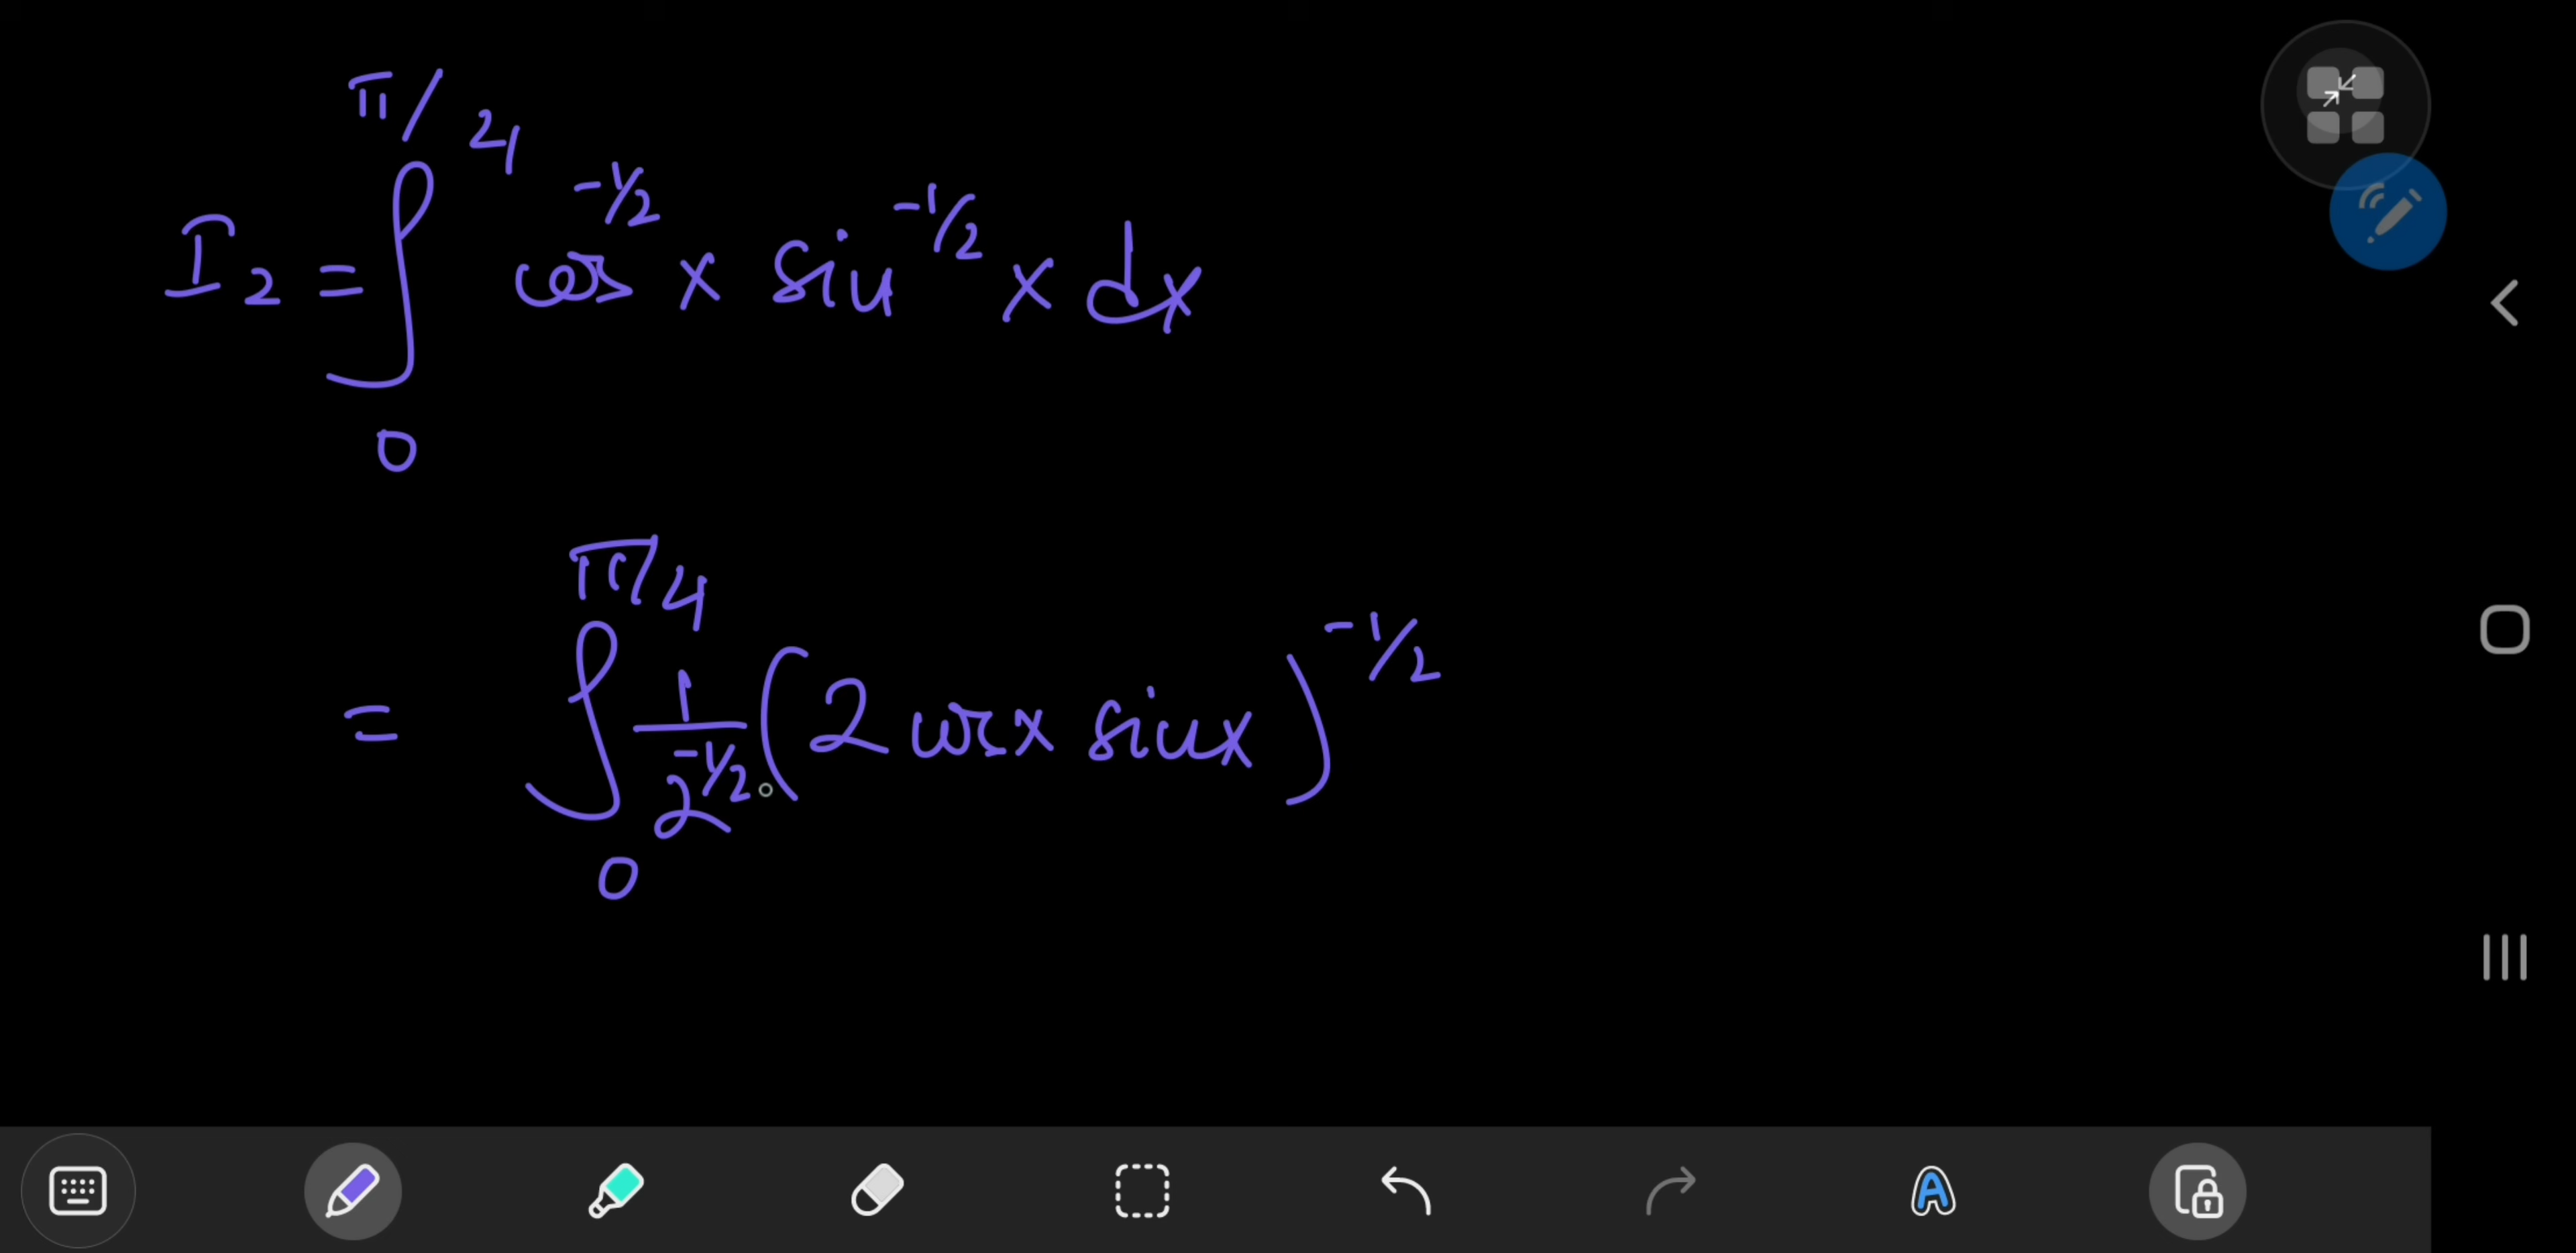 I₂ = ∫₀^(π/4) cos^(-1/2) x sin^(-1/2) x dx
= ∫₀^(π/4) 1/2^(-1/2) (2 cos x sin x)^(-1/2)
A